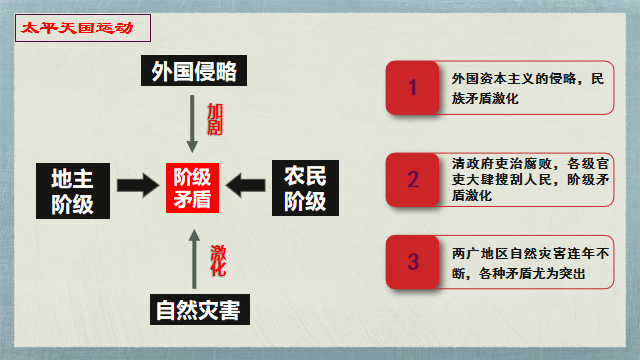 太平天国运动
外国侵略
加剧
地主
阶级
阶级
矛盾
农民
阶级
激化
自然灾害
1
外国资本主义的侵略，民
族矛盾激化
2
清政府吏治腐败，各级官
吏大肆搜刮人民，阶级矛
盾激化
3
两广地区自然灾害连年不
断，各种矛盾尤为突出